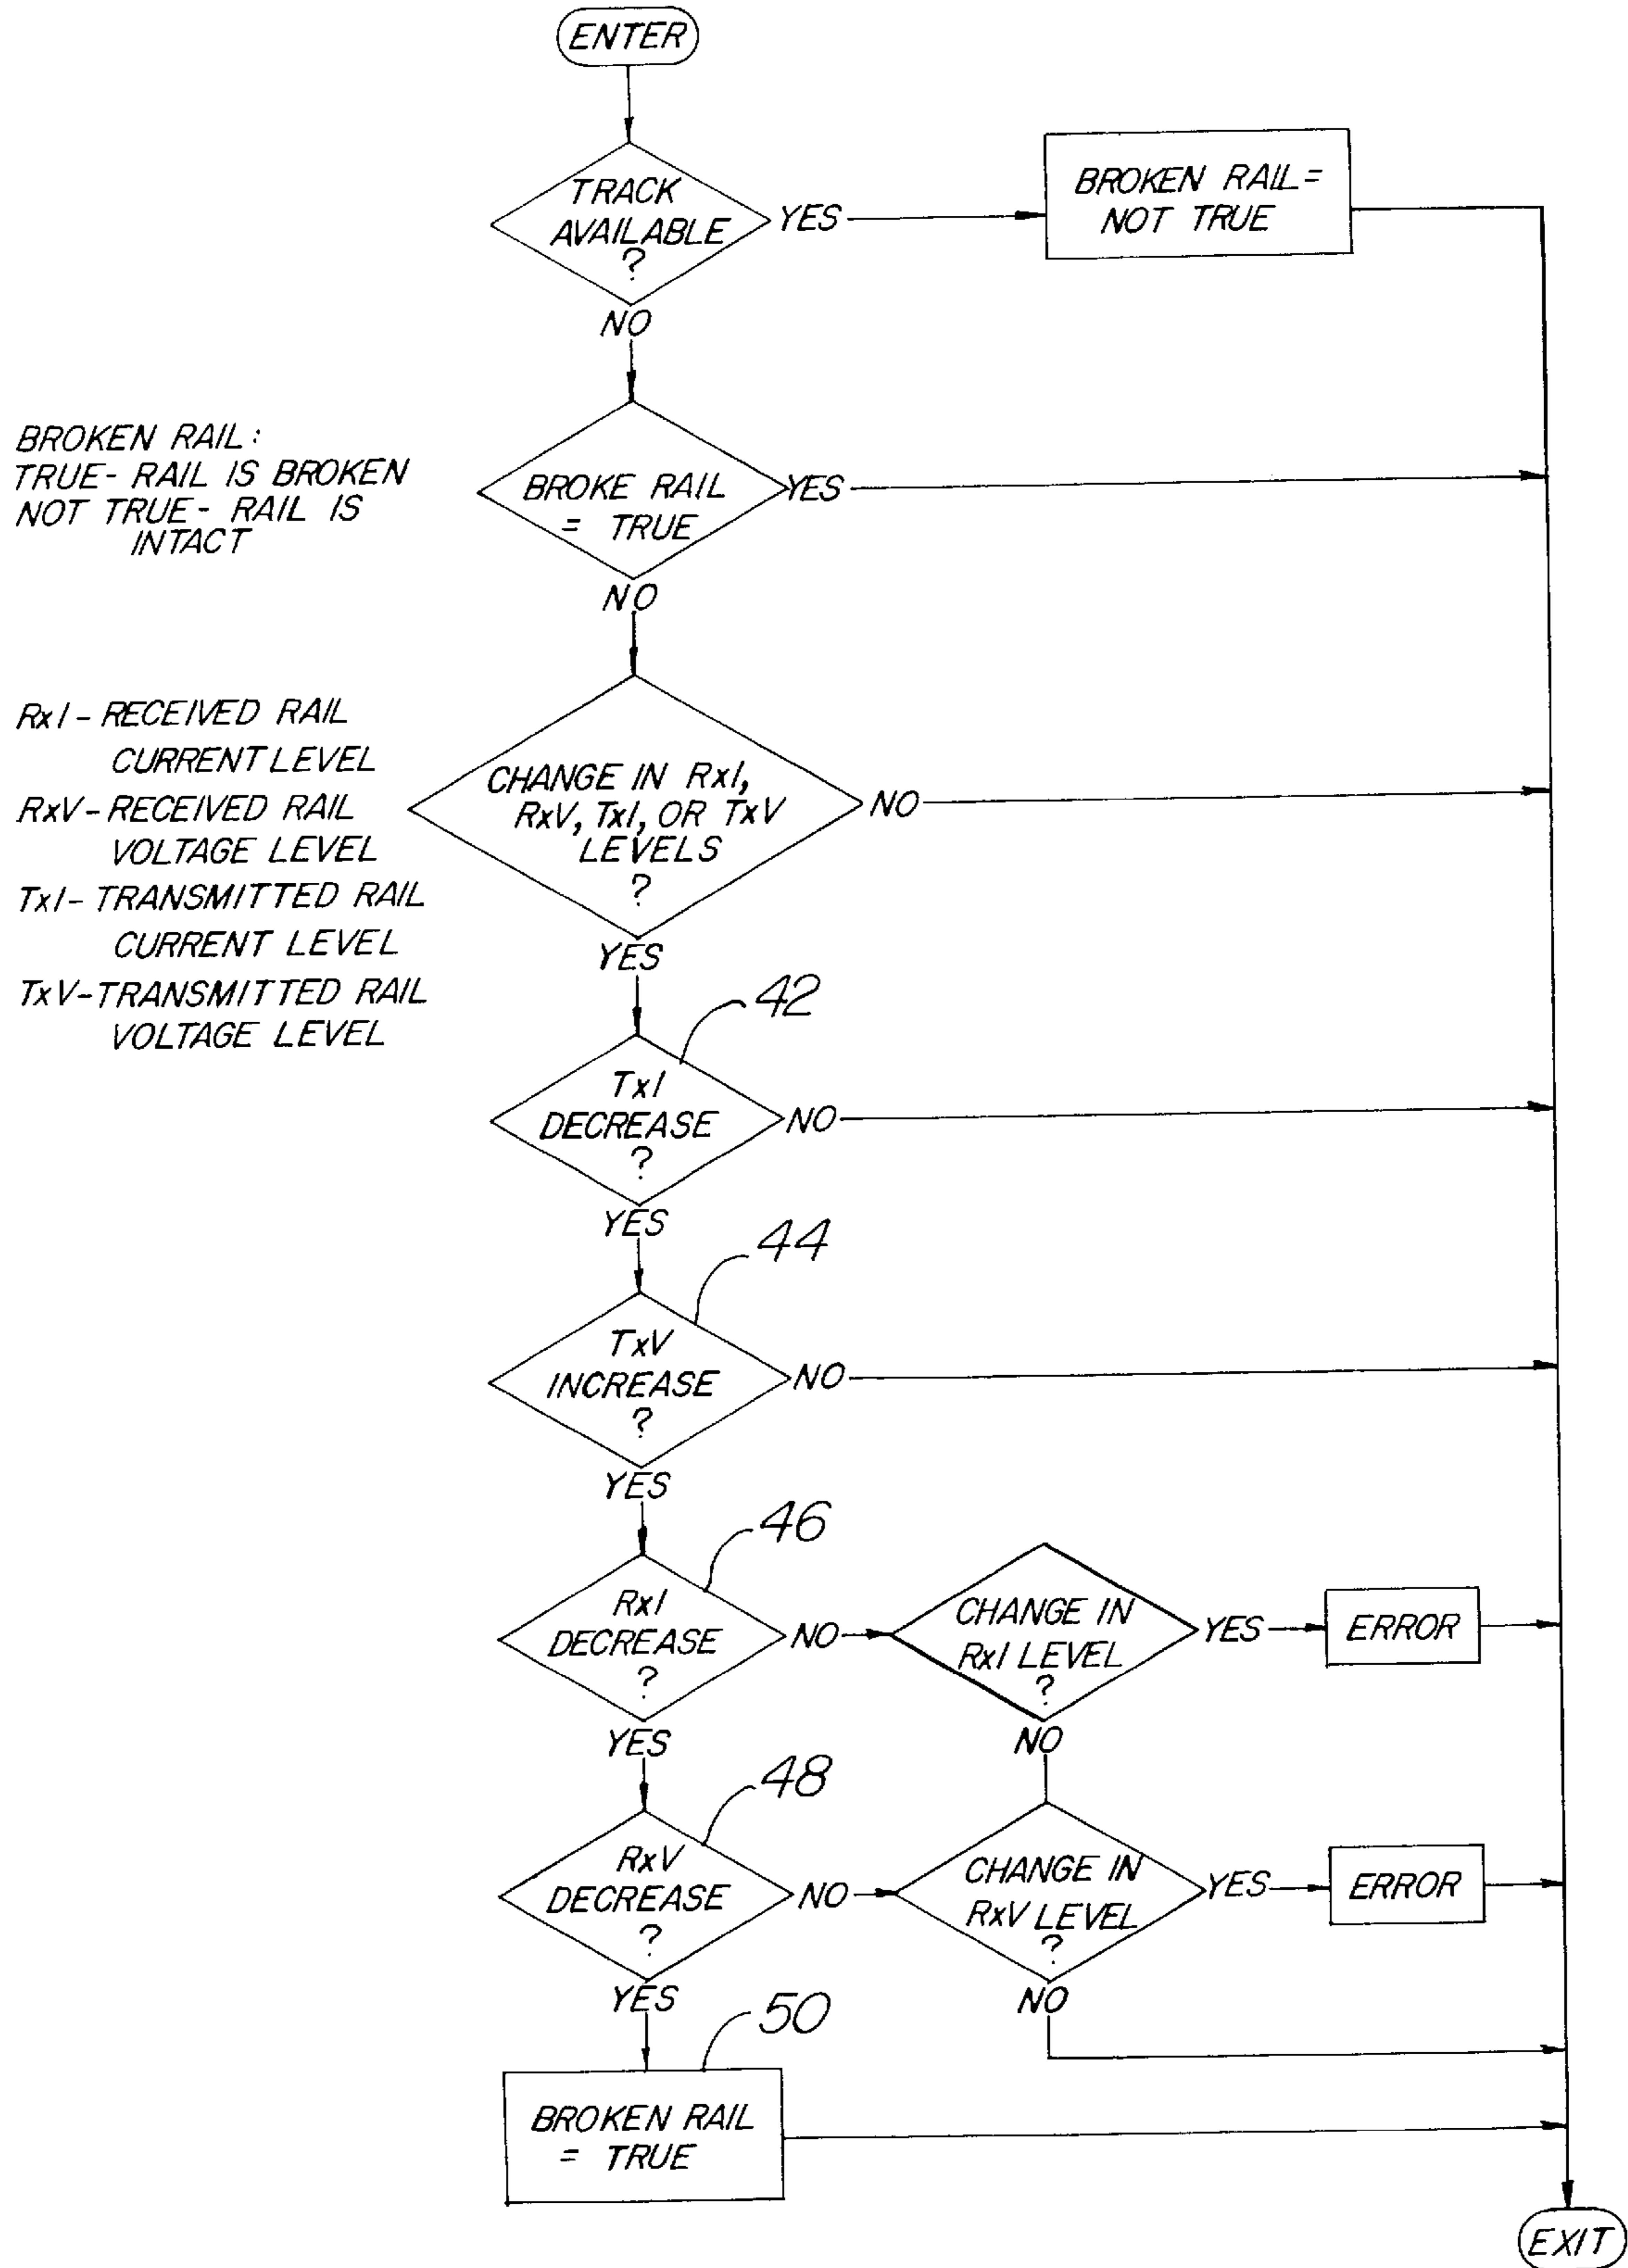 ENTER
TRACK
AVAILABLE
?
YES
BROKEN RAIL =
NOT TRUE
NO
BROKEN RAIL:
TRUE- RAIL IS BROKEN
NOT TRUE - RAIL IS
INTACT
BROKE RAIL
= TRUE
YES
NO
RxI - RECEIVED RAIL
CURRENT LEVEL
RxV - RECEIVED RAIL
VOLTAGE LEVEL
TxI - TRANSMITTED RAIL
CURRENT LEVEL
TxV - TRANSMITTED RAIL
VOLTAGE LEVEL
CHANGE IN RxI,
RxV, TxI, OR TxV
LEVELS
?
NO
YES
42
TxI
DECREASE
?
NO
YES
44
TxV
INCREASE
?
NO
YES
46
RxI
DECREASE
?
NO
CHANGE IN
RxI LEVEL
?
YES
ERROR
YES
NO
48
RxV
DECREASE
?
NO
CHANGE IN
RxV LEVEL
?
YES
ERROR
YES
NO
50
BROKEN RAIL
= TRUE
EXIT